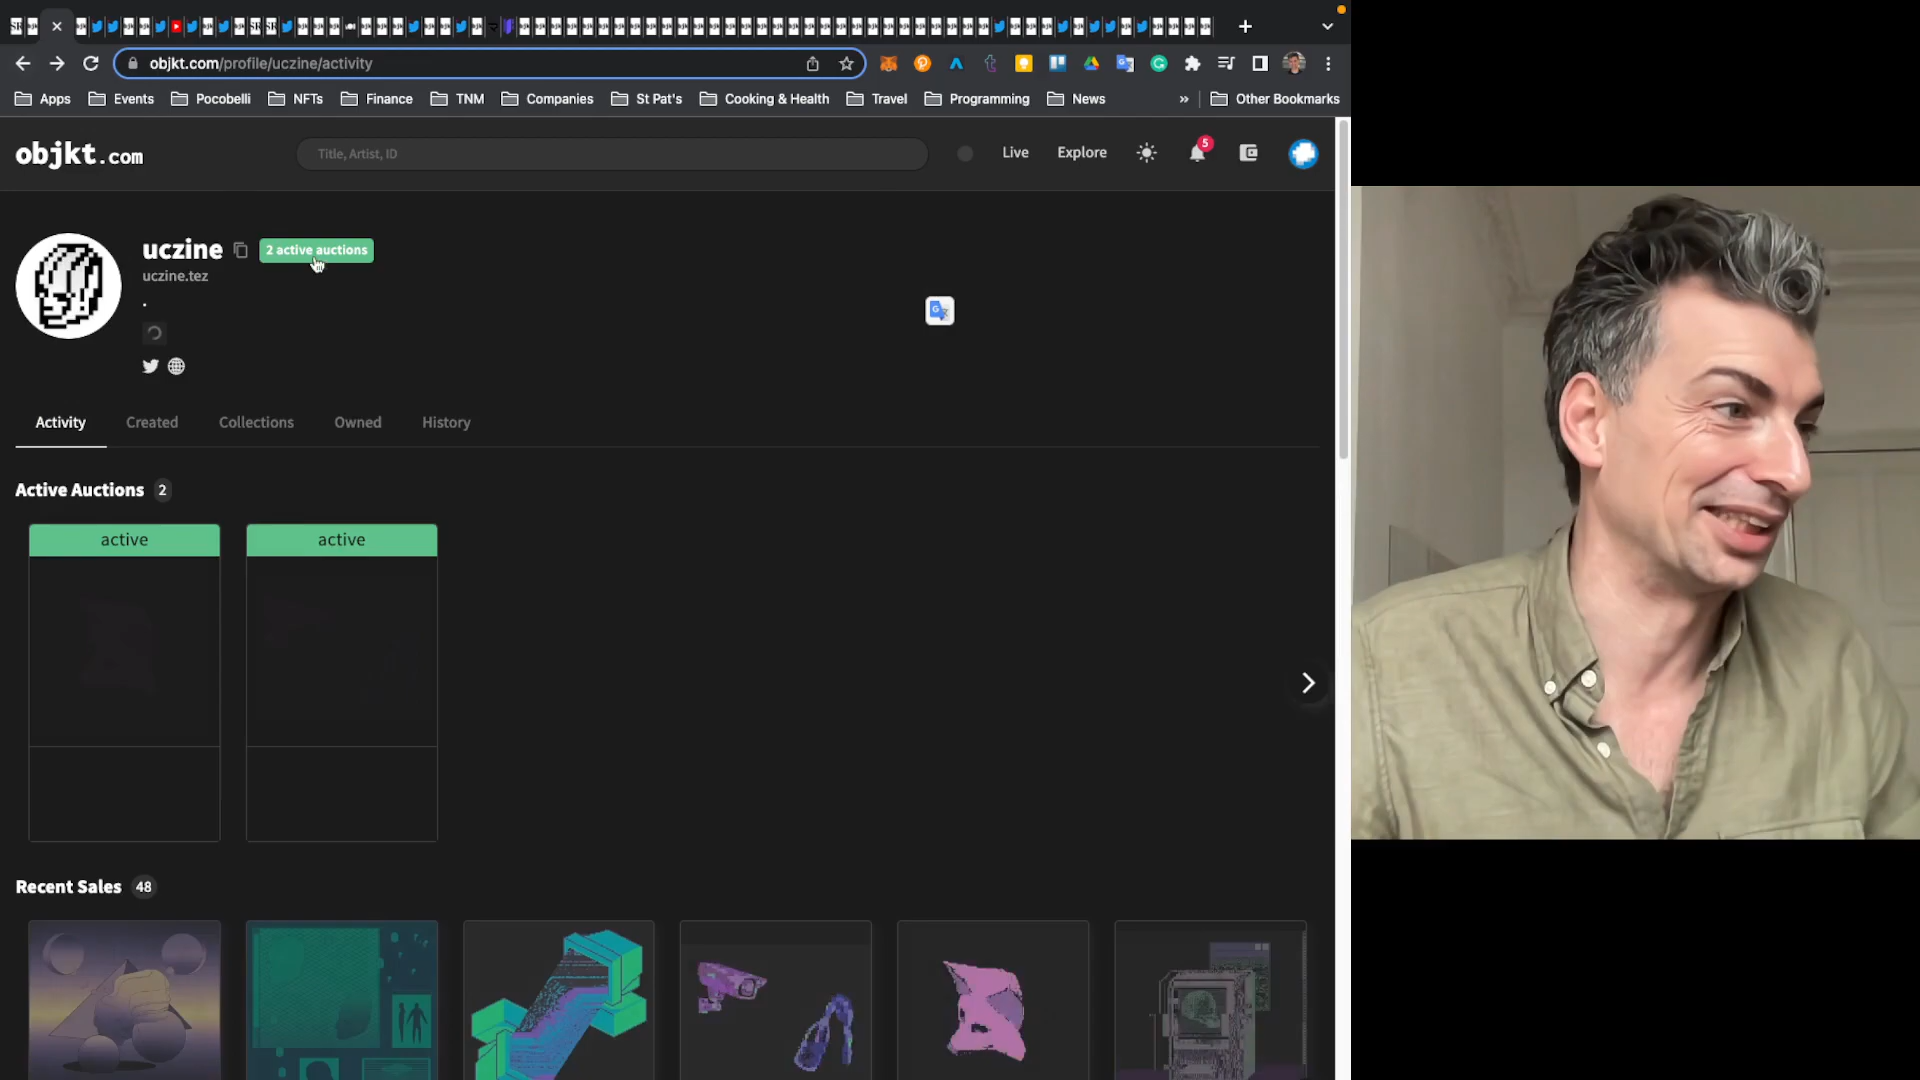 objkt.com/profile/uczine/activity
Apps
Events
Pocobelli
NFTs
Finance
TNM
Companies
St Pat's
Cooking & Health
Travel
Programming
News
»
Other Bookmarks
objkt.com
Title, Artist, ID
Live
Explore
5
uczine
2 active auctions
uczine.tez
.
Activity
Created
Collections
Owned
History
Active Auctions 2
active
active
Recent Sales 48